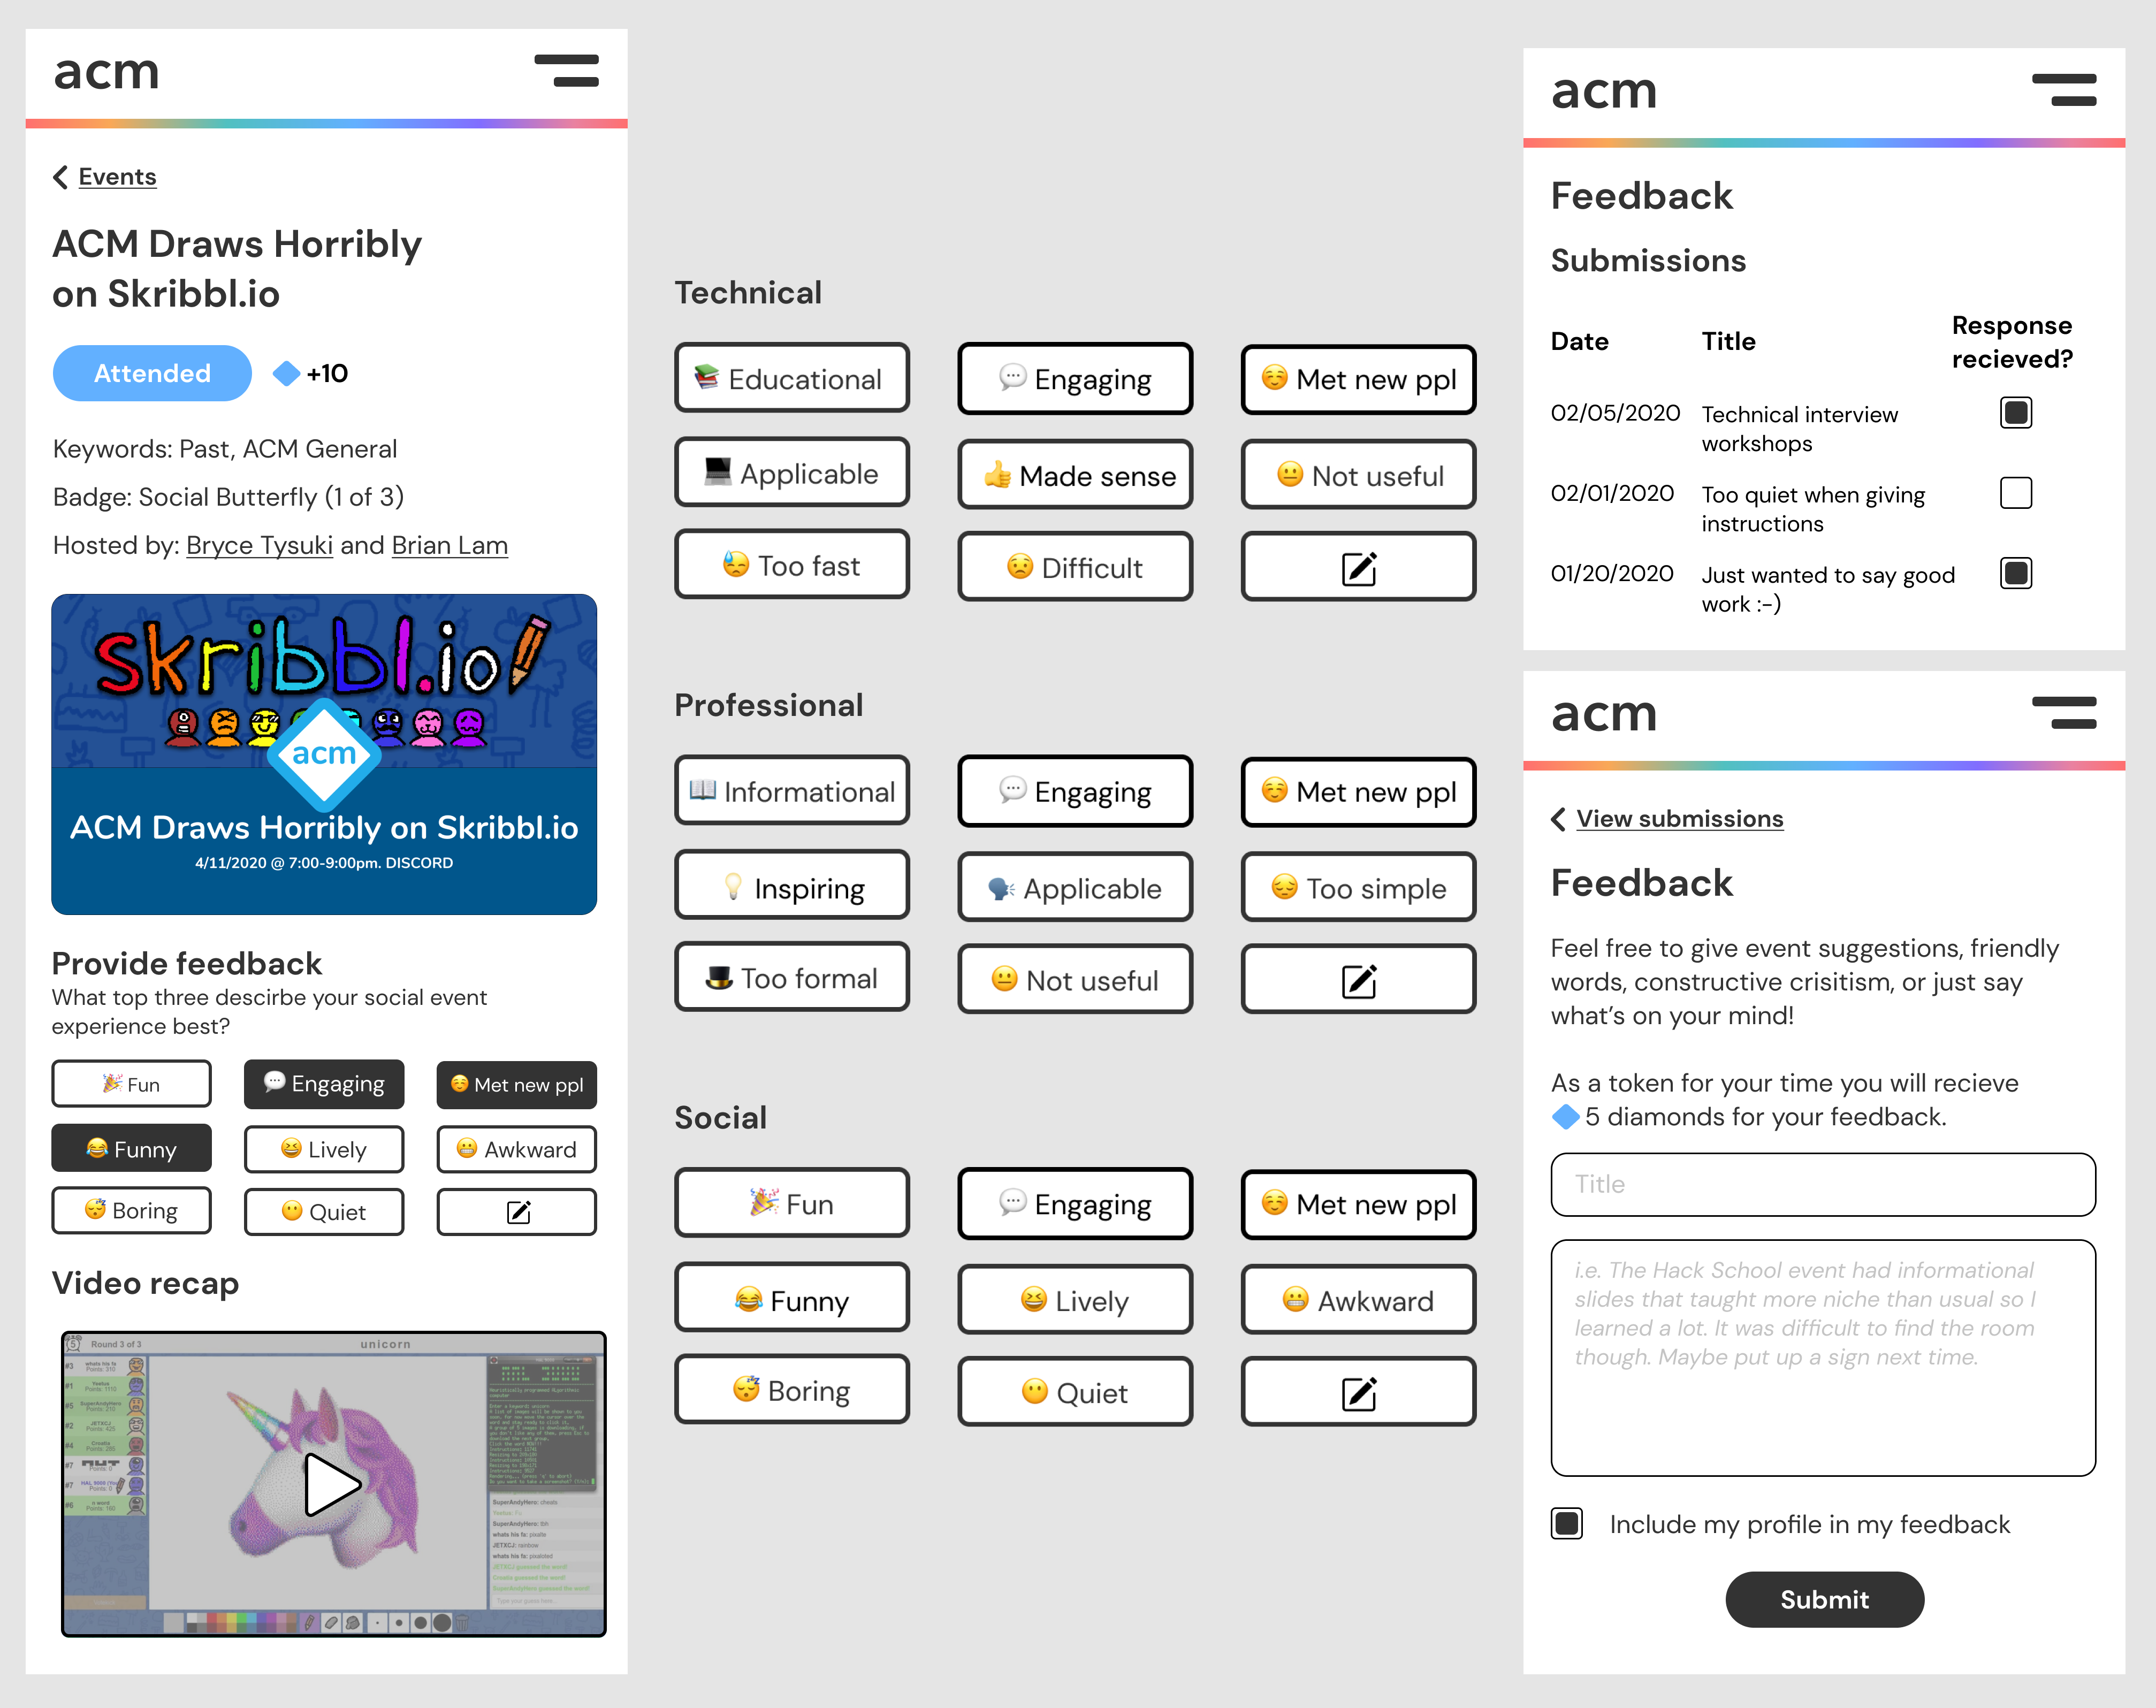 acm
Events
ACM Draws Horribly
on Skribbl.io
Attended
+10
Keywords: Past, ACM General
Badge: Social Butterfly (1 of 3)
Hosted by: Bryce Tysuki and Brian Lam
skribbl.io
acm
ACM Draws Horribly on Skribbl.io
4/11/2020 @ 7:00-9:00pm. DISCORD
Provide feedback
What top three descirbe your social event
experience best?
Fun
Engaging
Met new ppl
Funny
Lively
Awkward
Boring
Quiet
Video recap
Round 3 of 3
unicorn
Technical
Educational
Engaging
Met new ppl
Applicable
Made sense
Not useful
Too fast
Difficult
Professional
Informational
Engaging
Met new ppl
Inspiring
Applicable
Too simple
Too formal
Not useful
Social
Fun
Engaging
Met new ppl
Funny
Lively
Awkward
Boring
Quiet
acm
Feedback
Submissions
Date
Title
Response
recieved?
02/05/2020
Technical interview
workshops
02/01/2020
Too quiet when giving
instructions
01/20/2020
Just wanted to say good
work :-)
acm
View submissions
Feedback
Feel free to give event suggestions, friendly
words, constructive crisitism, or just say
what's on your mind!
As a token for your time you will recieve
5 diamonds for your feedback.
Title
i.e. The Hack School event had informational
slides that taught more niche than usual so I
learned a lot. It was difficult to find the room
though. Maybe put up a sign next time.
Include my profile in my feedback
Submit